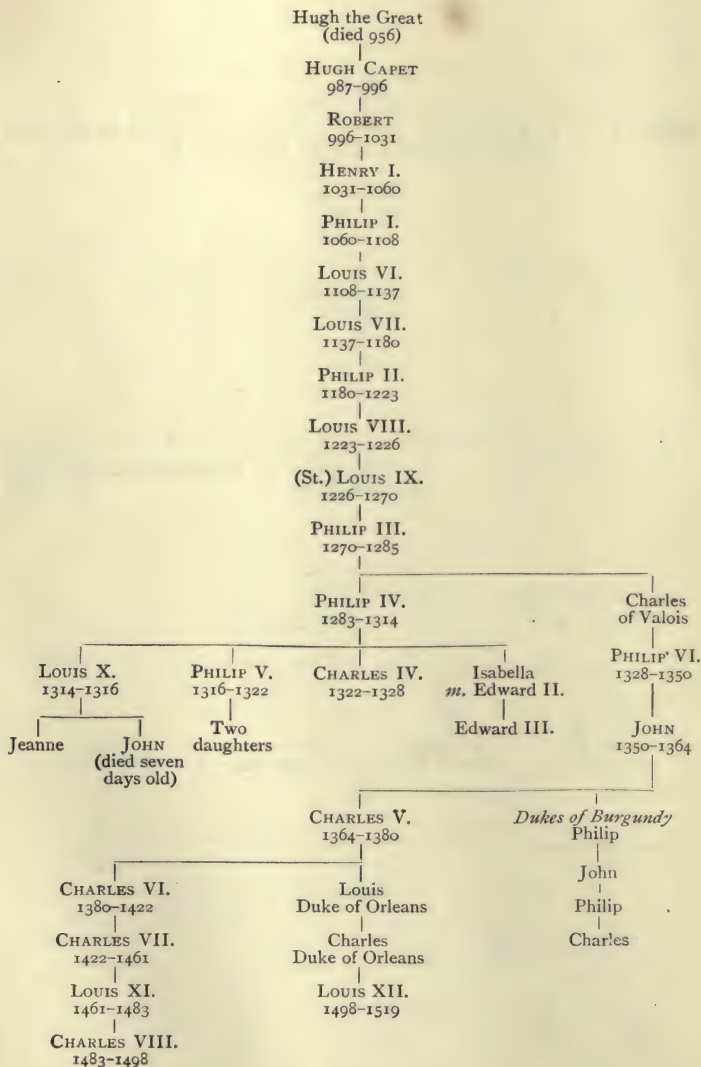 Hugh the Great
(died 956)
HUGH CAPET
987–996
ROBERT
996–1031
HENRY I.
1031–1060
PHILIP I.
1060–1108
LOUIS VI.
1108–1137
LOUIS VII.
1137–1180
PHILIP II.
1180–1223
LOUIS VIII.
1223–1226
(St.) LOUIS IX.
1226–1270
PHILIP III.
1270–1285
PHILIP IV.
1283–1314
Charles
of Valois
LOUIS X.
1314–1316
PHILIP V.
1316–1322
CHARLES IV.
1322–1328
Isabella
m. Edward II.
PHILIP VI.
1328–1350
Jeanne
JOHN
(died seven
days old)
Two
daughters
Edward III.
JOHN
1350–1364
CHARLES V.
1364–1380
Dukes of Burgundy
Philip
John
Philip
Charles
CHARLES VI.
1380–1422
Louis
Duke of Orleans
CHARLES VII.
1422–1461
Charles
Duke of Orleans
LOUIS XI.
1461–1483
LOUIS XII.
1498–1519
CHARLES VIII.
1483–1498